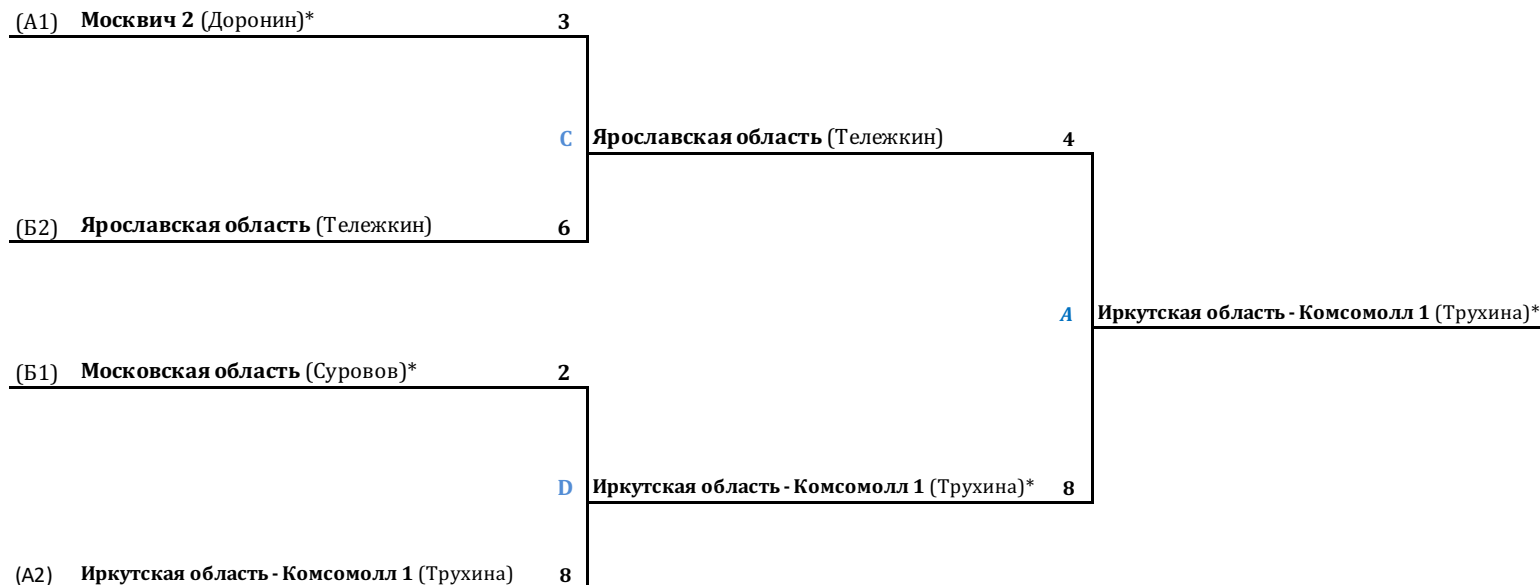 (А1) Москвич 2 (Доронин)* 3
С Ярославская область (Тележкин) 4
(Б2) Ярославская область (Тележкин) 6
А Иркутская область - Комсомолл 1 (Трухина)*
(Б1) Московская область (Суровов)* 2
D Иркутская область - Комсомолл 1 (Трухина)* 8
(А2) Иркутская область - Комсомолл 1 (Трухина) 8